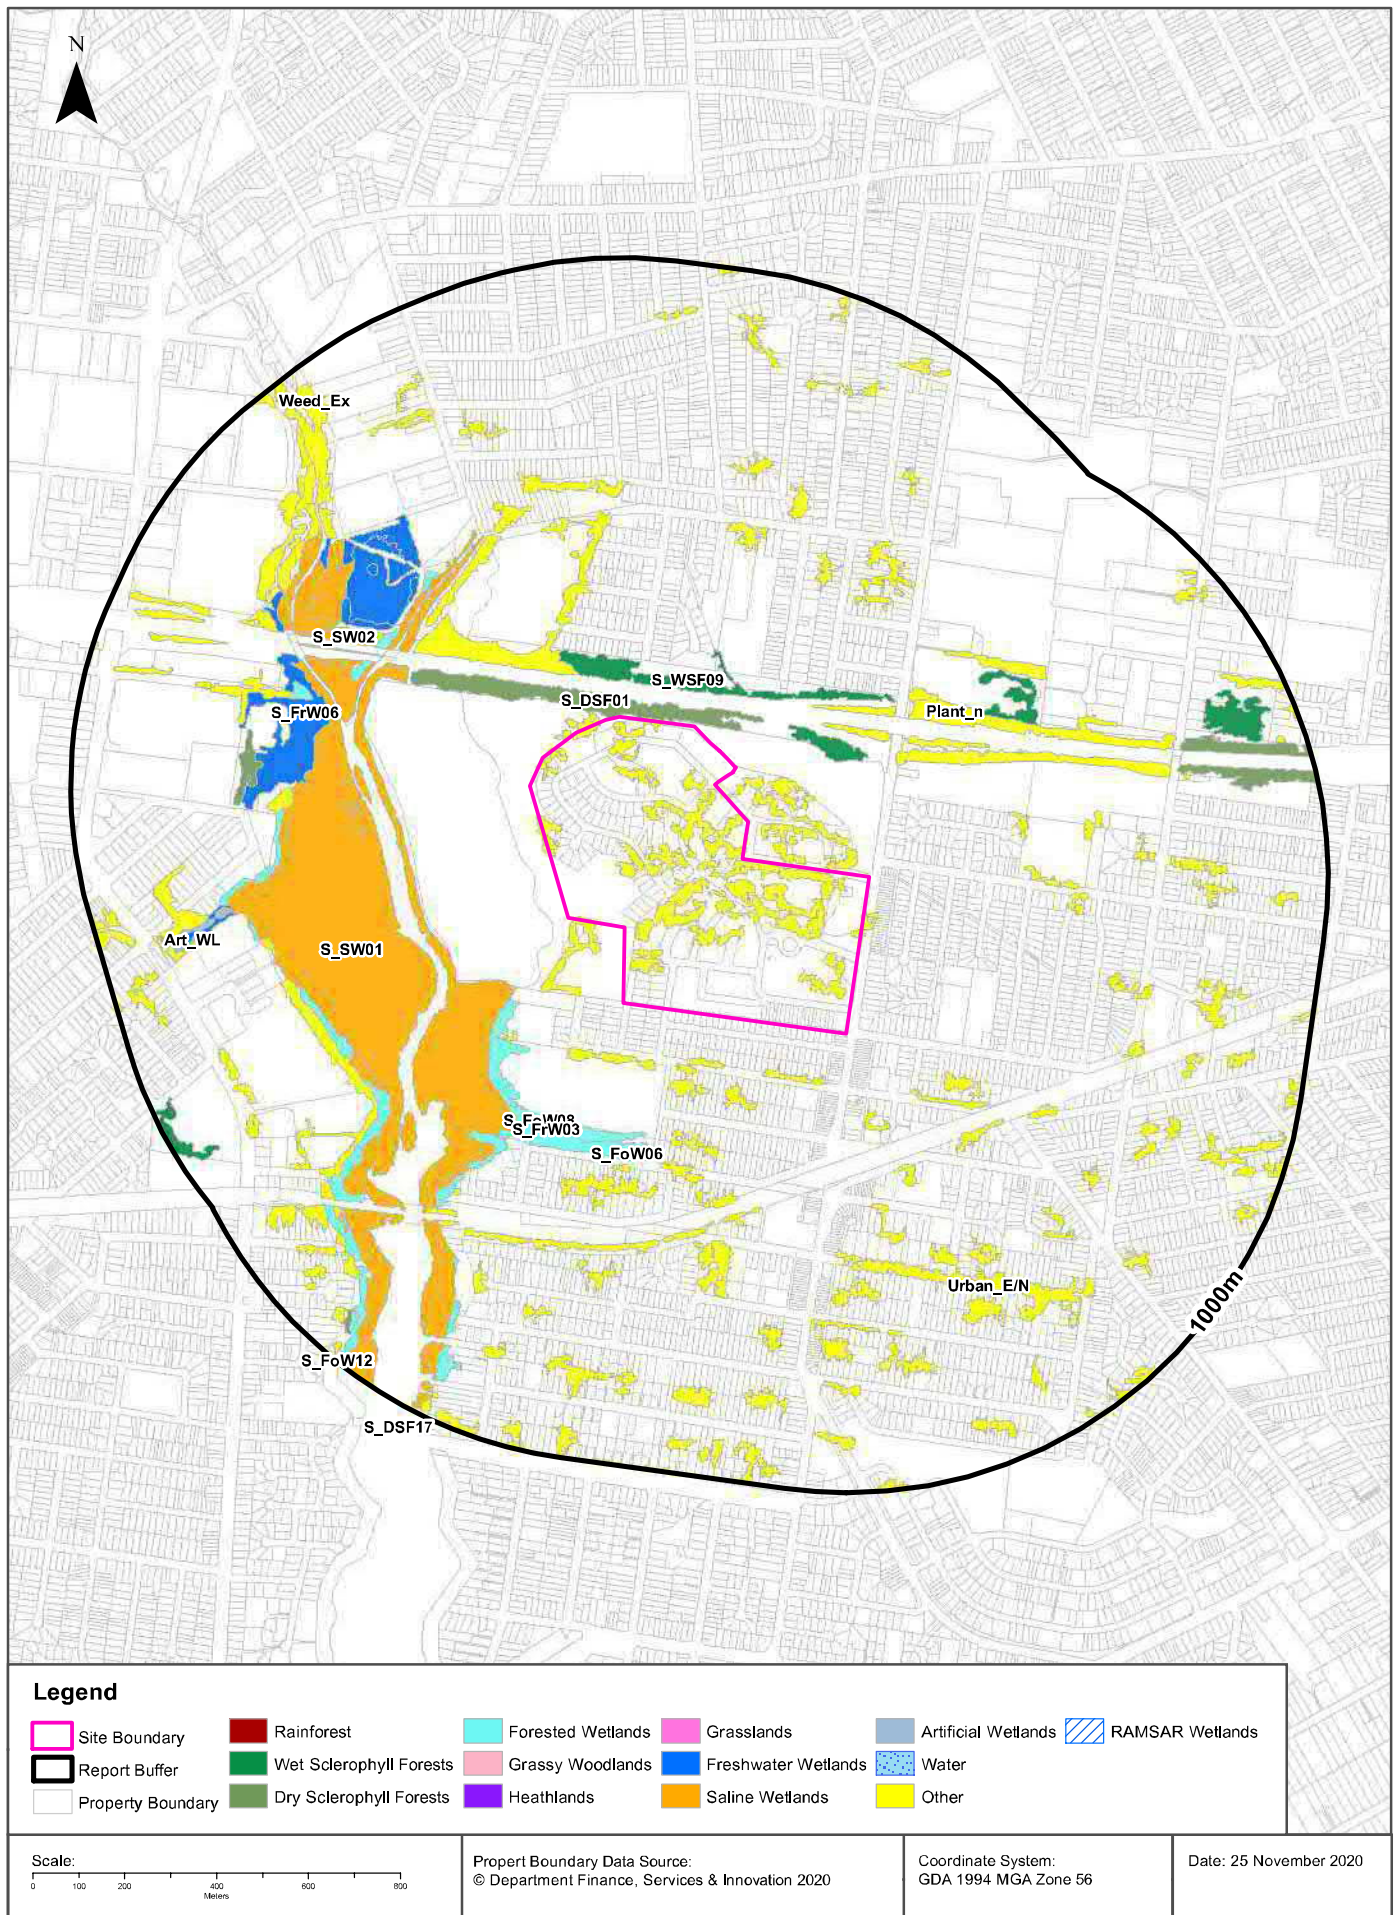 N
Weed_Ex
S_SW02
S_WSF09
S_DSF01
S_FrW06
Plant_n
Art_WL
S_SW01
S_FoW08
S_FrW03
S_FoW06
Urban_E/N
1000m
S_FoW12
S_DSF17
Legend
Site Boundary
Report Buffer
Property Boundary
Rainforest
Wet Sclerophyll Forests
Dry Sclerophyll Forests
Forested Wetlands
Grassy Woodlands
Heathlands
Grasslands
Freshwater Wetlands
Saline Wetlands
Artificial Wetlands
Water
Other
RAMSAR Wetlands
Scale:
0 100 200 400 600 800
Meters
Propert Boundary Data Source:
© Department Finance, Services & Innovation 2020
Coordinate System:
GDA 1994 MGA Zone 56
Date: 25 November 2020